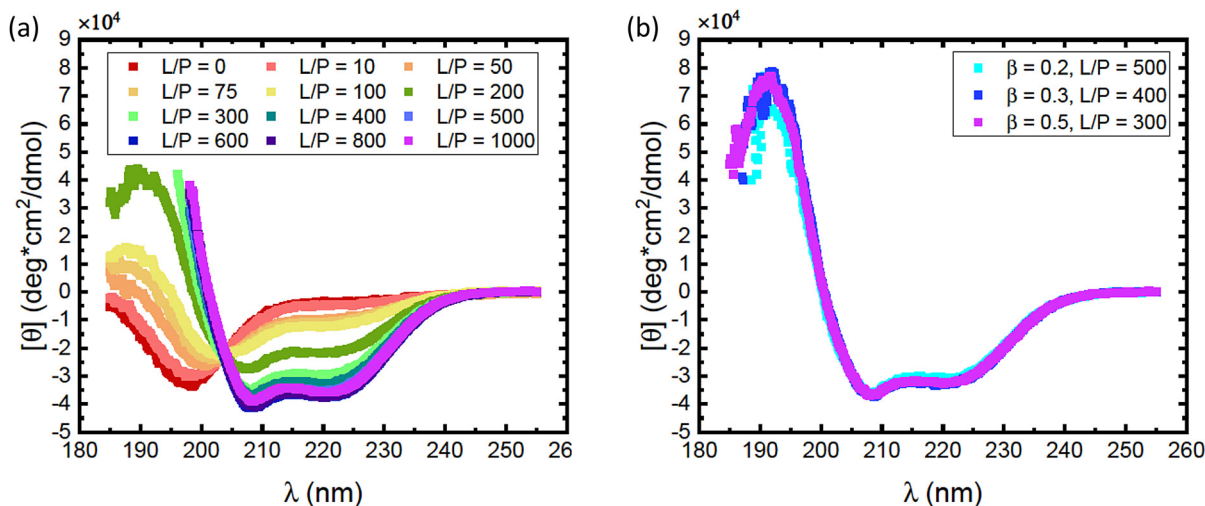 (a)
×10⁴
9
8
7
6
5
4
3
2
1
0
-1
-2
-3
-4
-5
[θ] (deg*cm²/dmol)
L/P = 0 L/P = 10 L/P = 50
L/P = 75 L/P = 100 L/P = 200
L/P = 300 L/P = 400 L/P = 500
L/P = 600 L/P = 800 L/P = 1000
180 190 200 210 220 230 240 250 26
λ (nm)
(b)
×10⁴
9
8
7
6
5
4
3
2
1
0
-1
-2
-3
-4
-5
[θ] (deg*cm²/dmol)
β = 0.2, L/P = 500
β = 0.3, L/P = 400
β = 0.5, L/P = 300
180 190 200 210 220 230 240 250 260
λ (nm)